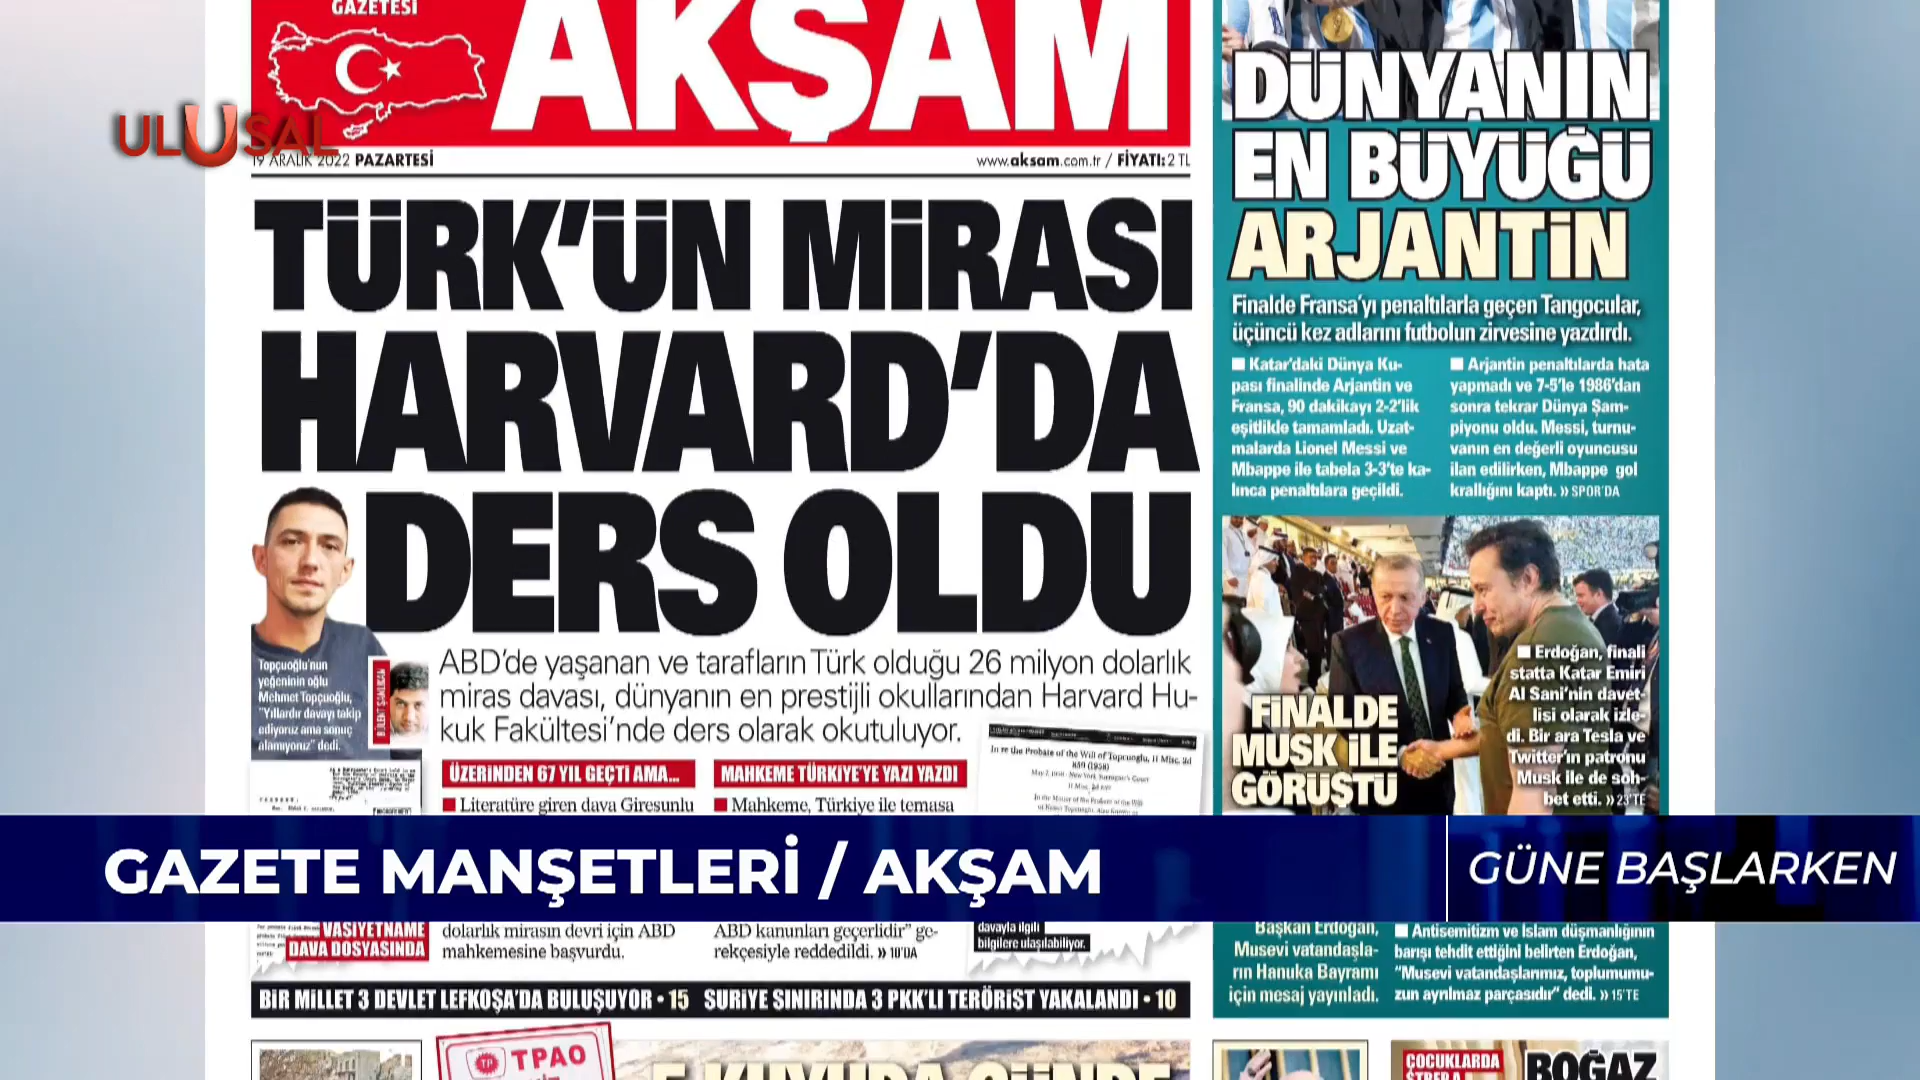 GAZETESİ
AKŞAM
ULUSAL
19 ARALIK 2022 PAZARTESİ
www.aksam.com.tr / FİYATI: 2 TL
TÜRK'ÜN MİRASI
HARVARD'DA
DERS OLDU
Topçuoğlu'nun
yeğeninin oğlu
Mehmet Topçuoğlu,
"Yıllardır davayı takip
ediyoruz ama sonuç
alamıyoruz" dedi.
ABD'de yaşanan ve tarafların Türk olduğu 26 milyon dolarlık
miras davası, dünyanın en prestijli okullarından Harvard Hu-
kuk Fakültesi'nde ders olarak okutuluyor.
In re the Probate of the Will of Topcuoglu, 11 Misc. 2d
859 (1958)
ÜZERİNDEN 67 YIL GEÇTİ AMA...
■ Literatüre giren dava Giresunlu
MAHKEME TÜRKİYE'YE YAZI YAZDI
■ Mahkeme, Türkiye ile temasa
DÜNYANIN
EN BÜYÜĞÜ
ARJANTİN
Finalde Fransa'yı penaltılarla geçen Tangocular,
üçüncü kez adlarını futbolun zirvesine yazdırdı.
■ Katar'daki Dünya Ku-
pası finalinde Arjantin ve
Fransa, 90 dakikayı 2-2'lik
eşitlikle tamamladı. Uzat-
malarda Lionel Messi ve
Mbappe ile tabela 3-3'te ka-
lınca penaltılara geçildi.
■ Arjantin penaltılarda hata
yapmadı ve 7-5'le 1986'dan
sonra tekrar Dünya Şam-
piyonu oldu. Messi, turnu-
vanın en değerli oyuncusu
ilan edilirken, Mbappe gol
krallığını kaptı. » SPOR'DA
FİNALDE
MUSK İLE
GÖRÜŞTÜ
■ Erdoğan, finali
statta Katar Emiri
Al Sani'nin davet-
lisi olarak izle-
di. Bir ara Tesla ve
Twitter'ın patronu
Musk ile de soh-
bet etti. » 23'TE
GAZETE MANŞETLERİ / AKŞAM
GÜNE BAŞLARKEN
VASİYETNAME
DAVA DOSYASINDA
dolarlık mirasın devri için ABD
mahkemesine başvurdu.
ABD kanunları geçerlidir" ge-
rekçesiyle reddedildi. » 10'DA
davayla ilgili
bilgilere ulaşılabiliyor.
Başkan Erdoğan,
Musevi vatandaşla-
rın Hanuka Bayramı
için mesaj yayınladı.
■ Antisemitizm ve İslam düşmanlığının
barışı tehdit ettiğini belirten Erdoğan,
"Musevi vatandaşlarımız, toplumumu-
zun ayrılmaz parçasıdır" dedi. » 15'TE
BİR MİLLET 3 DEVLET LEFKOŞA'DA BULUŞUYOR • 15 SURİYE SINIRINDA 3 PKK'LI TERÖRİST YAKALANDI • 10
TPAO
ÇOCUKLARDA
BOĞAZ